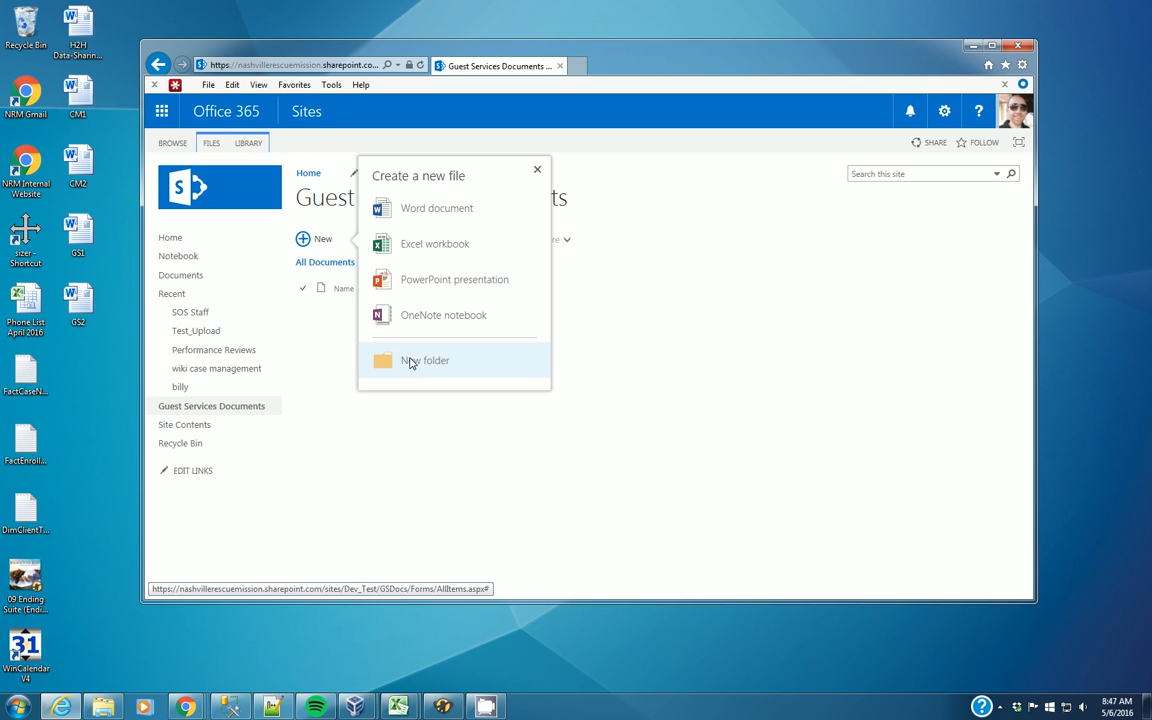 Recycle Bin
H2H
Data-Sharin...
NRM Gmail
CM1
NRM Internal
Website
CM2
sizer -
Shortcut
GS1
Phone List
April 2016
GS2
FactCaseN...
FactEnroll...
DimClientT...
09 Ending
Suite (Endi...
31
WinCalendar
V4
https://nashvillerescuemission.sharepoint.co...
Guest Services Documents ...
File Edit View Favorites Tools Help
Office 365 Sites
BROWSE FILES LIBRARY
SHARE FOLLOW
S
Home
Guest
ts
Search this site
New
All Documents
Name
Create a new file
Word document
Excel workbook
PowerPoint presentation
OneNote notebook
New folder
Home
Notebook
Documents
Recent
SOS Staff
Test_Upload
Performance Reviews
wiki case management
billy
Guest Services Documents
Site Contents
Recycle Bin
EDIT LINKS
https://nashvillerescuemission.sharepoint.com/sites/Dev_Test/GSDocs/Forms/AllItems.aspx#
8:47 AM
5/6/2016